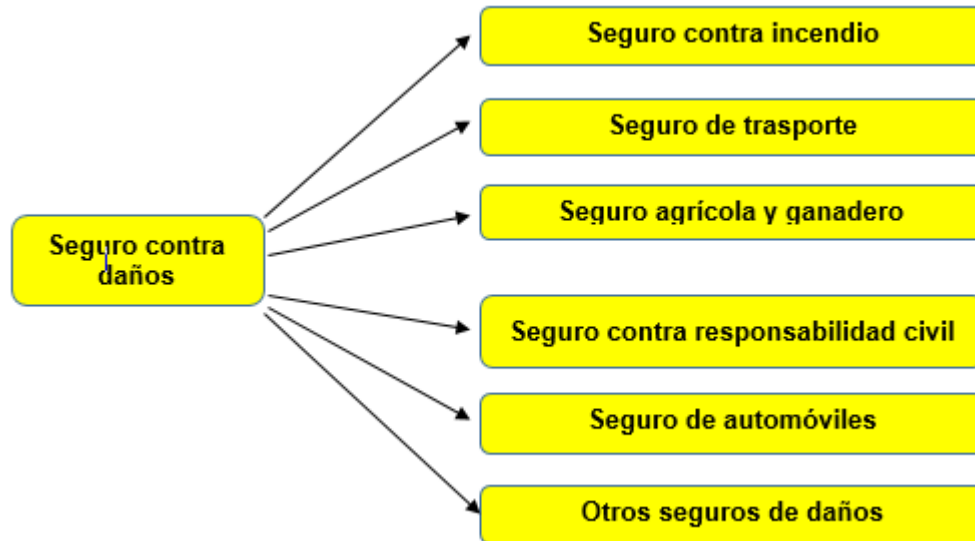 Seguro contra incendio
Seguro de trasporte
Seguro agrícola y ganadero
Seguro contra
daños
Seguro contra responsabilidad civil
Seguro de automóviles
Otros seguros de daños